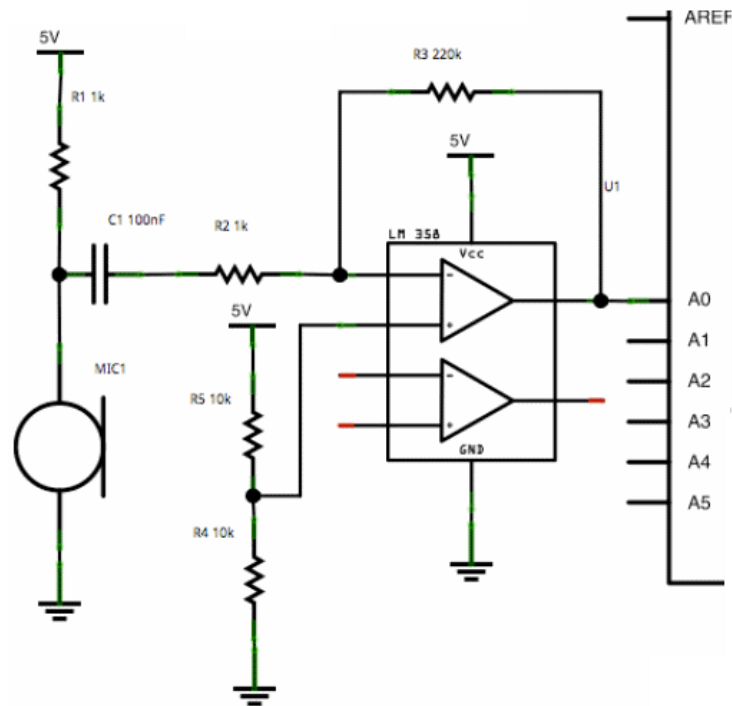 AREF
5V
R3 220k
R1 1k
5V
U1
C1 100nF
R2 1k
LM 358
Vcc
-
+
A0
5V
A1
MIC1
-
+
A2
R5 10k
A3
GND
A4
A5
R4 10k